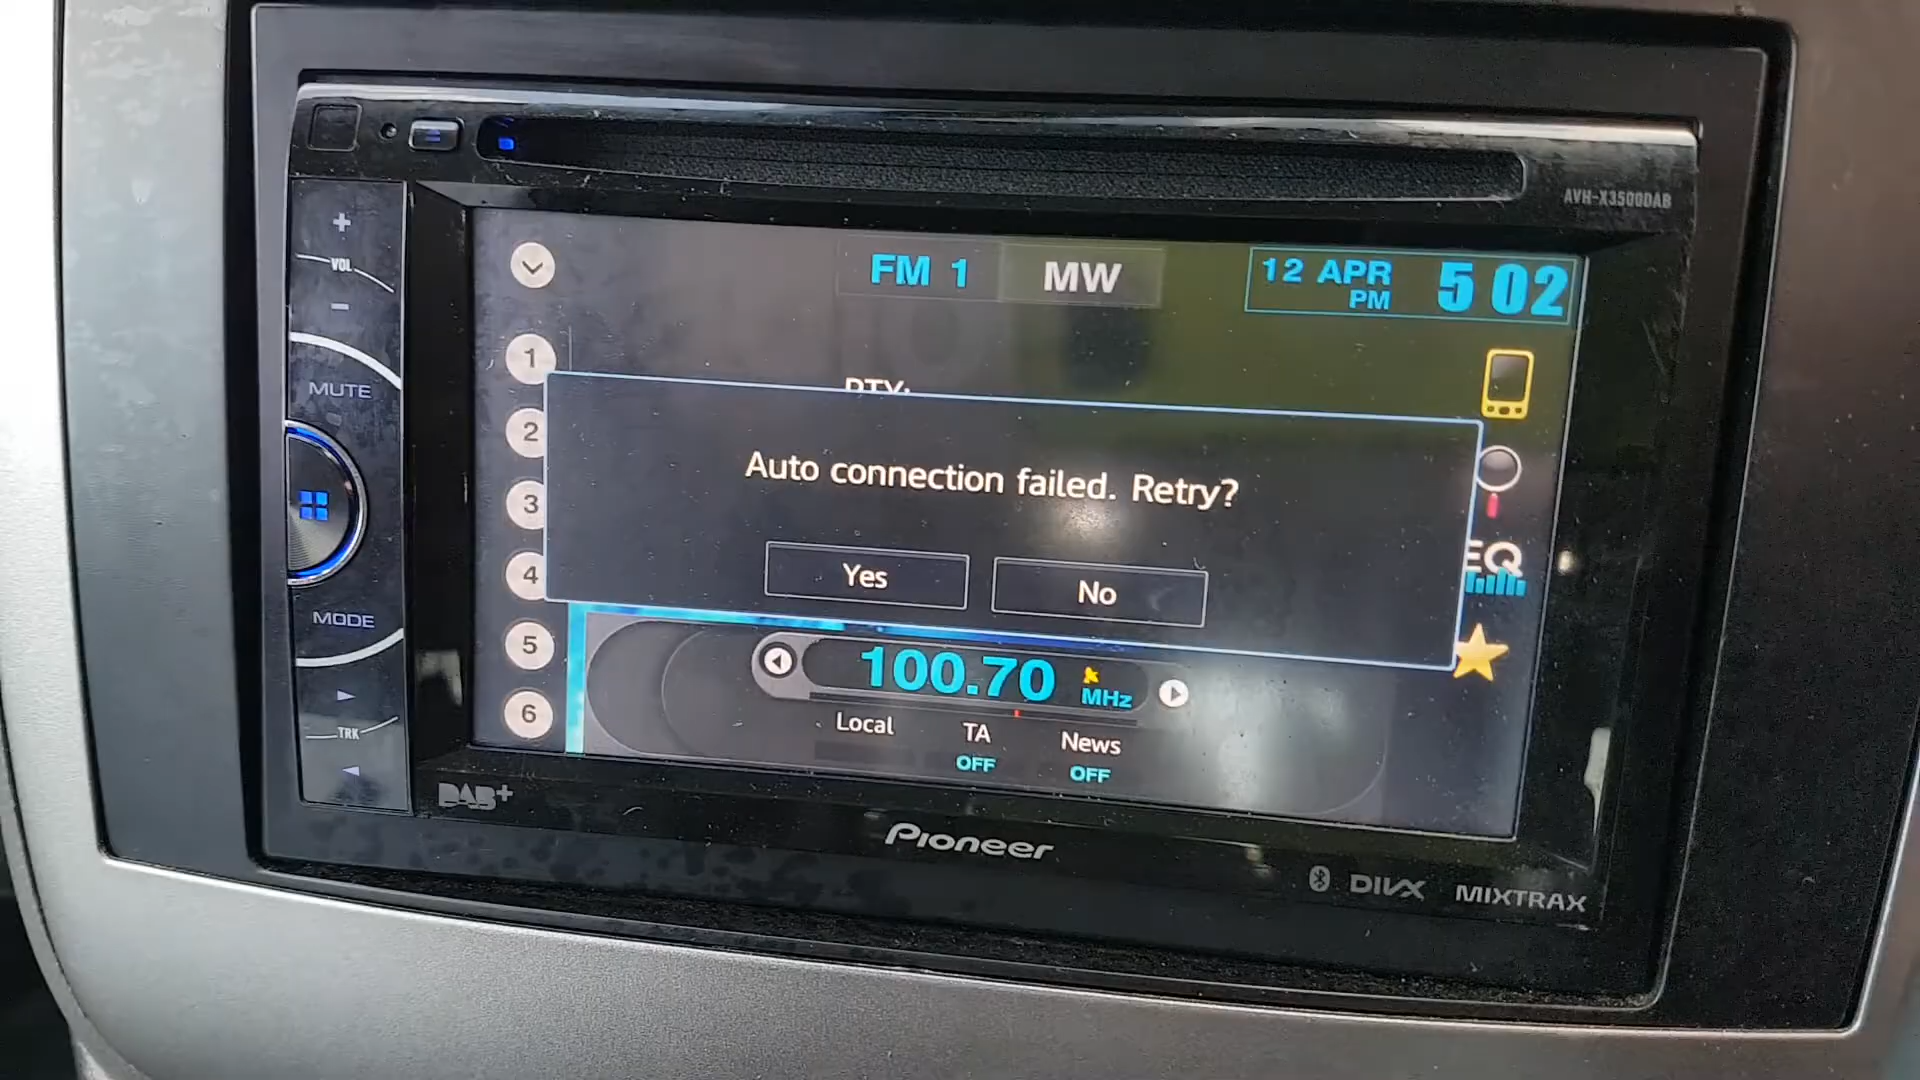 AVH-X3500DAB
FM 1
MW
12 APR
PM
5 02
+
VOL
−
MUTE
MODE
TRK
1
2
3
4
5
6
PTY:
Auto connection failed. Retry?
Yes
No
EQ
100.70
MHz
Local
TA
OFF
News
OFF
DAB+
Pioneer
DIVX
MIXTRAX